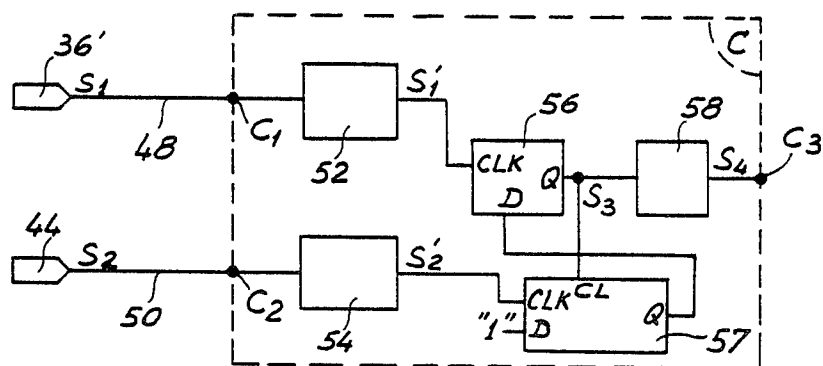 36'
S1
48
C1
52
S1'
56
CLK
Q
D
S3
58
S4
C3
C
44
S2
50
C2
54
S2'
"1"
CLK
CL
D
Q
57